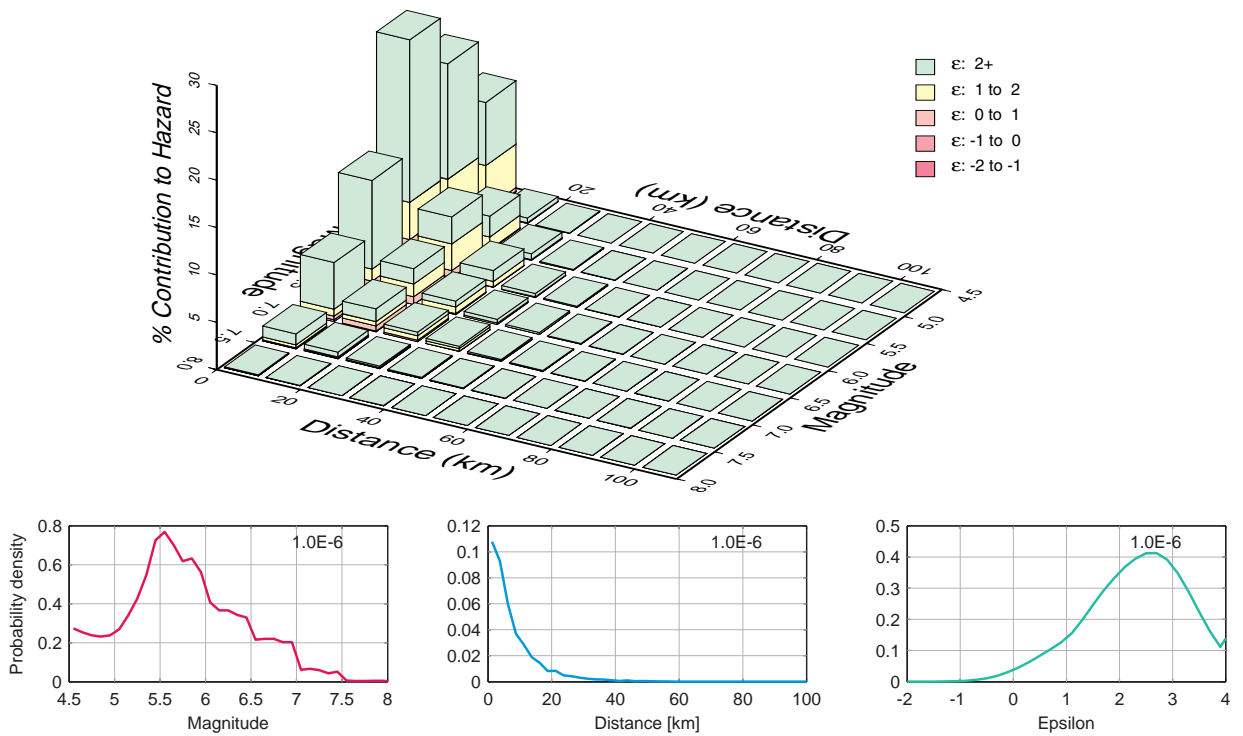 % Contribution to Hazard
30
25
20
15
10
5
ε: 2+
ε: 1 to 2
ε: 0 to 1
ε: -1 to 0
ε: -2 to -1
20
40
60
80
100
Distance (km)
4.5
5.0
5.5
6.0
6.5
7.0
7.5
8.0
Magnitude
7.0
7.5
8.0
0
20
40
60
80
100
Distance (km)
0.8
0.6
0.4
0.2
0
4.5 5 5.5 6 6.5 7 7.5 8
Probability density
Magnitude
1.0E-6
0.12
0.1
0.08
0.06
0.04
0.02
0
0 20 40 60 80 100
Distance [km]
1.0E-6
0.5
0.4
0.3
0.2
0.1
0
-2 -1 0 1 2 3 4
Epsilon
1.0E-6